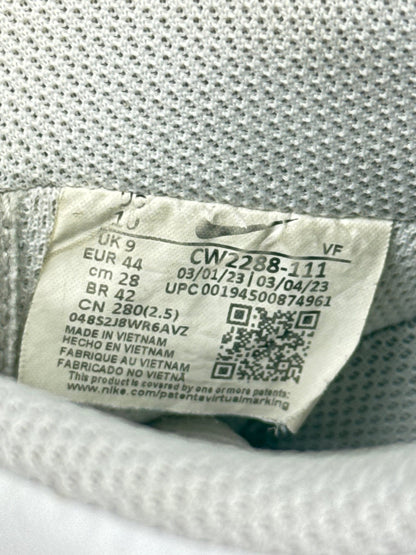 10
UK 9
EUR 44
cm 28
BR 42
CN 280(2.5)
048S2J8WR6AVZ
VF
CW2288-111
03/01/23 | 03/04/23
UPC 00194500874961
MADE IN VIETNAM
HECHO EN VIETNAM
FABRIQUE AU VIETNAM
FABRICADO NO VIETNÃ
This product is covered by one or more patents:
www.nike.com/patentsvirtualmarking